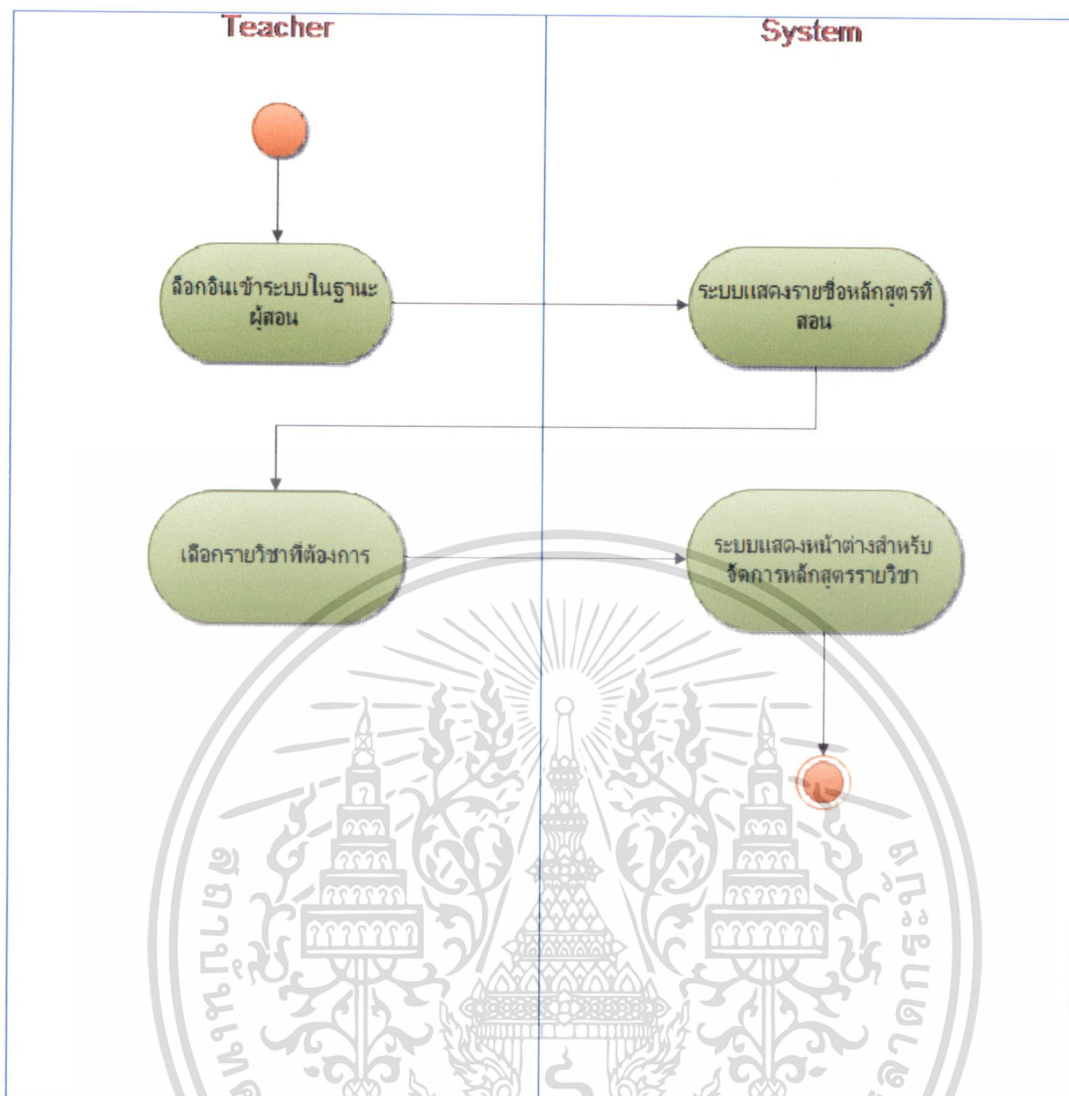 Teacher
System
ล็อกอินเข้าระบบในฐานะ
ผู้สอน
ระบบแสดงรายชื่อหลักสูตรที่
สอน
เลือกรายวิชาที่ต้องการ
ระบบแสดงหน้าต่างสำหรับ
จัดการหลักสูตรรายวิชา